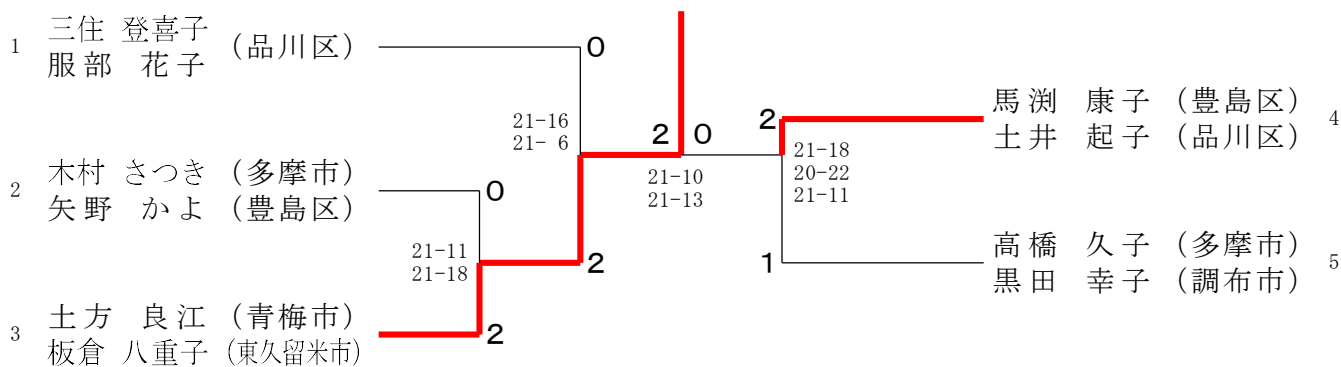 1 三住 登喜子 (品川区)
服部 花子
0
21-16
21- 6
2 木村 さつき (多摩市)
矢野 かよ (豊島区)
0
21-11
21-18
2
3 土方 良江 (青梅市)
板倉 八重子 (東久留米市)
2
2 0
21-10
21-13
2
馬渕 康子 (豊島区) 4
土井 起子 (品川区)
21-18
20-22
21-11
1
高橋 久子 (多摩市) 5
黒田 幸子 (調布市)